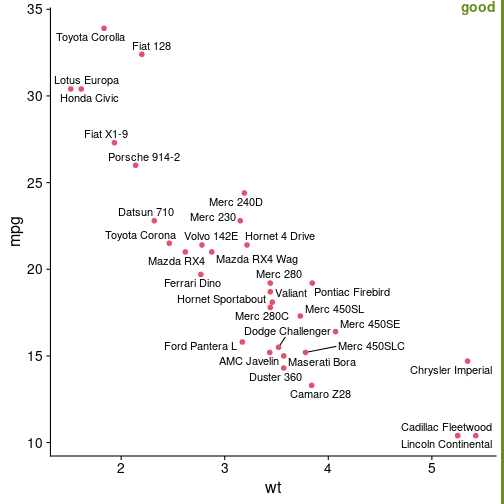 good
35
Toyota Corolla
Fiat 128
30
Lotus Europa
Honda Civic
Fiat X1-9
Porsche 914-2
25
Merc 240D
Datsun 710
Merc 230
Toyota Corona
Volvo 142E
Hornet 4 Drive
Mazda RX4
Mazda RX4 Wag
20
Merc 280
Ferrari Dino
Valiant
Pontiac Firebird
Hornet Sportabout
Merc 450SL
Merc 280C
Merc 450SE
Dodge Challenger
Ford Pantera L
Merc 450SLC
15
AMC Javelin
Maserati Bora
Chrysler Imperial
Duster 360
Camaro Z28
Cadillac Fleetwood
10
Lincoln Continental
mpg
2
3
4
5
wt